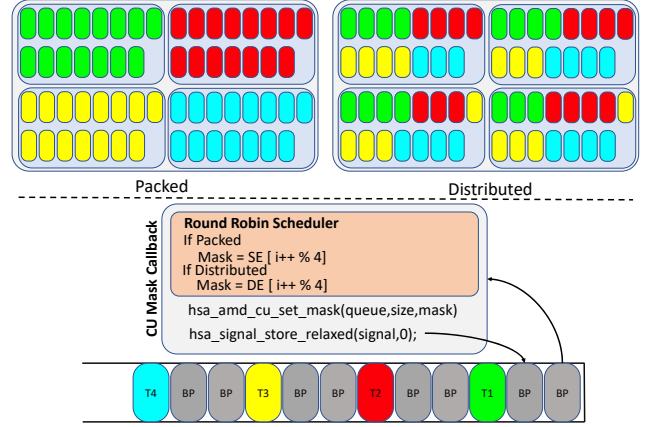 Packed
Distributed
CU Mask Callback
Round Robin Scheduler
If Packed
Mask = SE [ i++ % 4]
If Distributed
Mask = DE [ i++ % 4]
hsa_amd_cu_set_mask(queue,size,mask)
hsa_signal_store_relaxed(signal,0);
T4 BP BP T3 BP BP T2 BP BP T1 BP BP